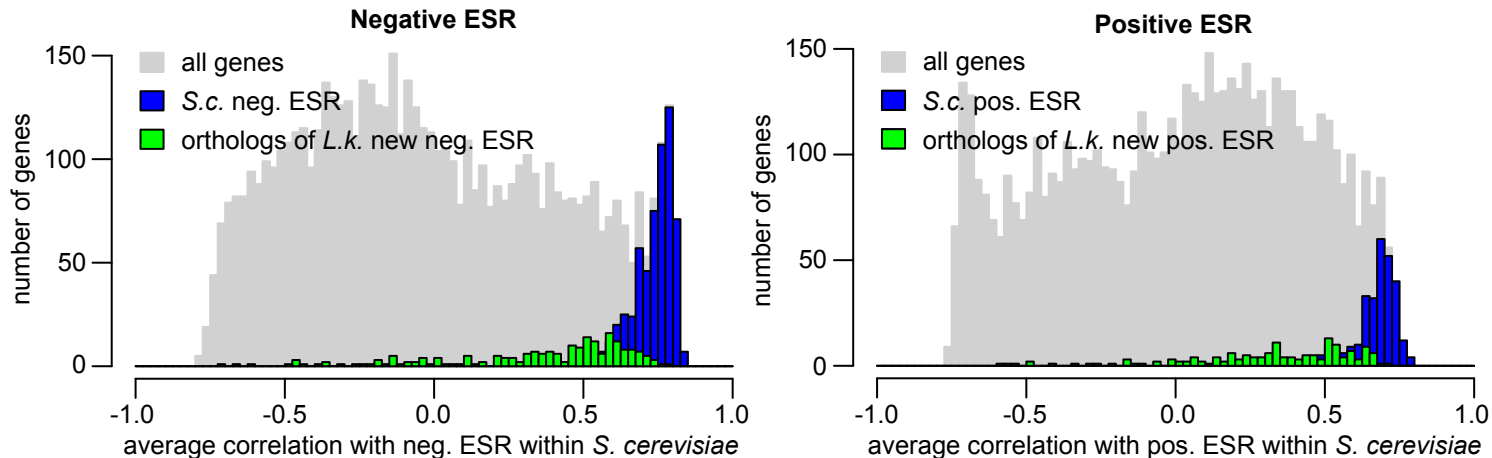 Negative ESR
all genes
S.c. neg. ESR
orthologs of L.k. new neg. ESR
number of genes
150
100
50
0
-1.0 -0.5 0.0 0.5 1.0
average correlation with neg. ESR within S. cerevisiae
Positive ESR
all genes
S.c. pos. ESR
orthologs of L.k. new pos. ESR
number of genes
150
100
50
0
-1.0 -0.5 0.0 0.5 1.0
average correlation with pos. ESR within S. cerevisiae